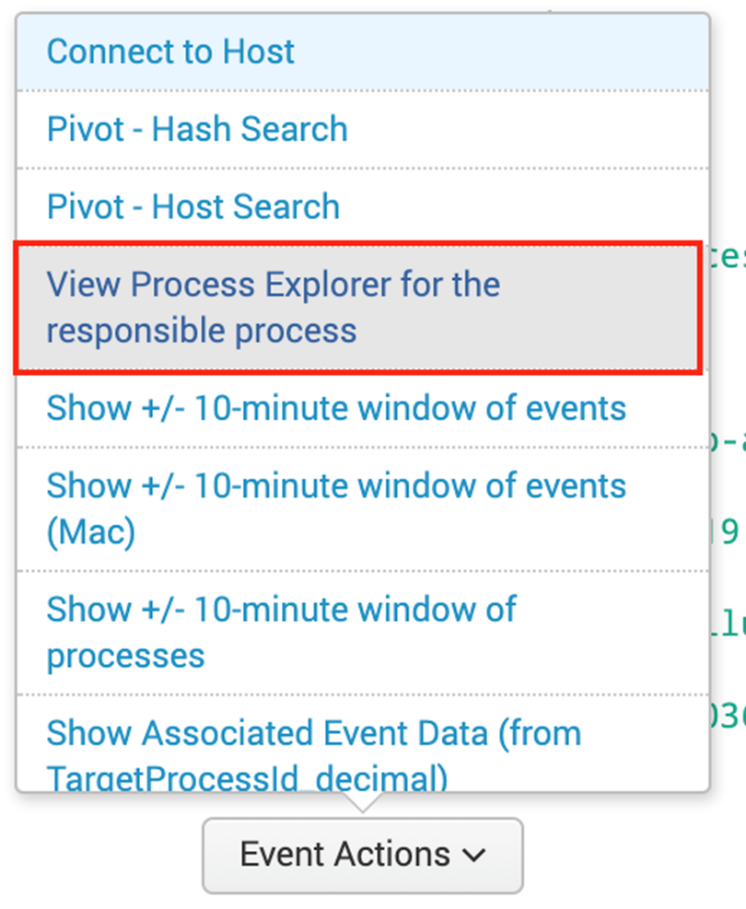 Connect to Host
Pivot - Hash Search
Pivot - Host Search
View Process Explorer for the
responsible process
Show +/- 10-minute window of events
Show +/- 10-minute window of events
(Mac)
Show +/- 10-minute window of
processes
Show Associated Event Data (from
TargetProcessId_decimal)
Event Actions